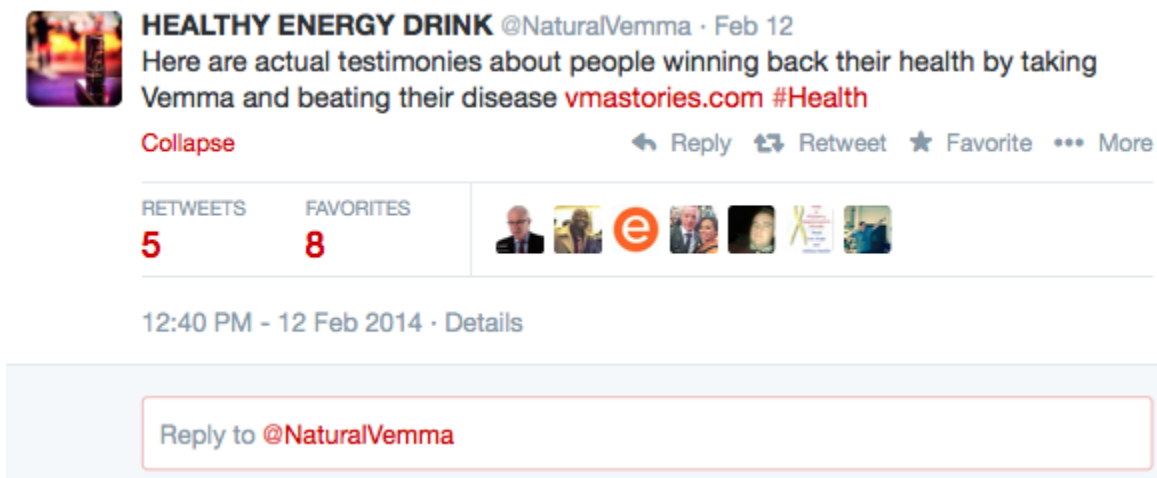 HEALTHY ENERGY DRINK @NaturalVemma · Feb 12
Here are actual testimonies about people winning back their health by taking
Vemma and beating their disease vmastories.com #Health
Collapse Reply Retweet Favorite More
RETWEETS FAVORITES
5 8
e
12:40 PM - 12 Feb 2014 · Details
Reply to @NaturalVemma